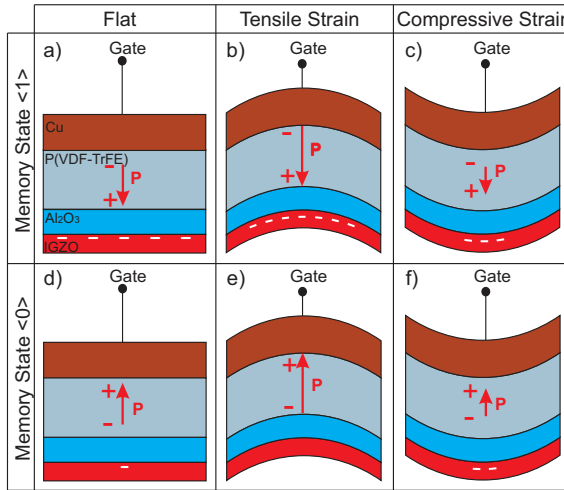 Flat
Tensile Strain
Compressive Strain
Memory State <1>
a)
Gate
Cu
P(VDF-TrFE)
-
P
+
Al₂O₃
IGZO
b)
Gate
-
P
+
c)
Gate
-
P
+
Memory State <0>
d)
Gate
+
P
-
e)
Gate
+
P
-
f)
Gate
+
P
-